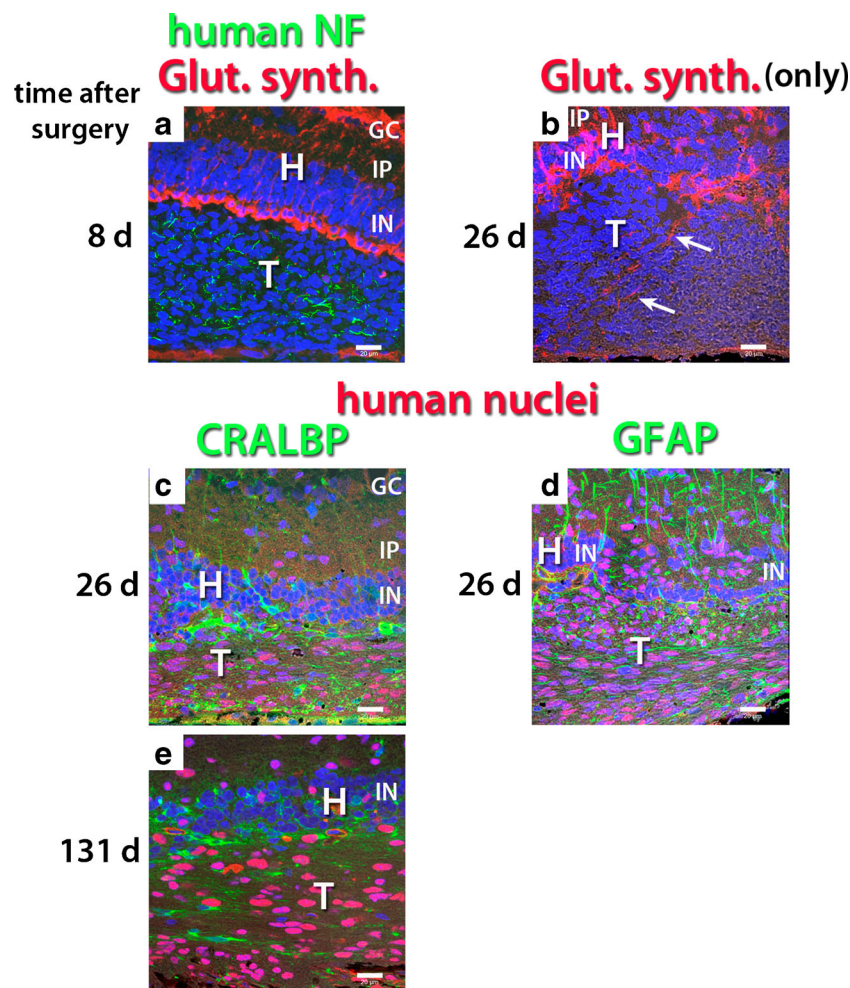 human NF
Glut. synth.
Glut. synth. (only)
time after
surgery
a
GC
H
IP
IN
T
20 µm
8 d
b
IP
H
IN
T
20 µm
26 d
human nuclei
CRALBP
GFAP
c
GC
IP
H
IN
T
26 d
d
H
IN
IN
T
20 µm
26 d
e
IN
H
T
20 µm
131 d